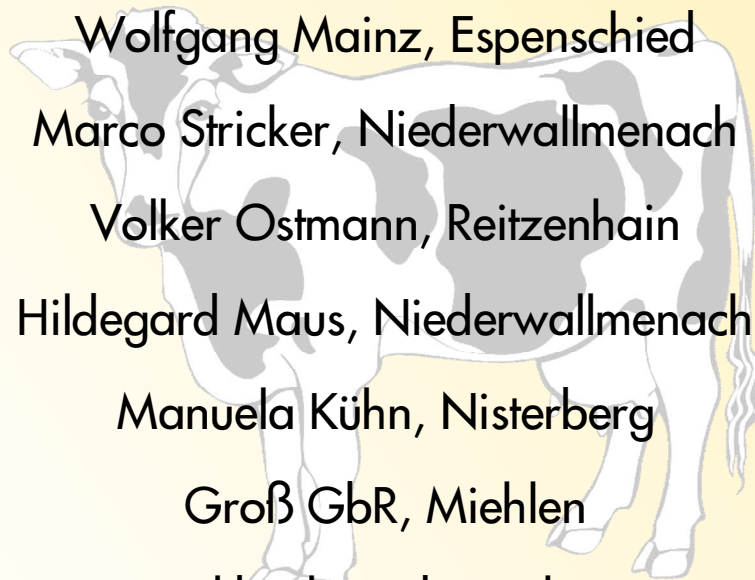 Wolfgang Mainz, Espenschied
Marco Stricker, Niederwallmenach
Volker Ostmann, Reitzenhain
Hildegard Maus, Niederwallmenach
Manuela Kühn, Nisterberg
Groß GbR, Miehlen